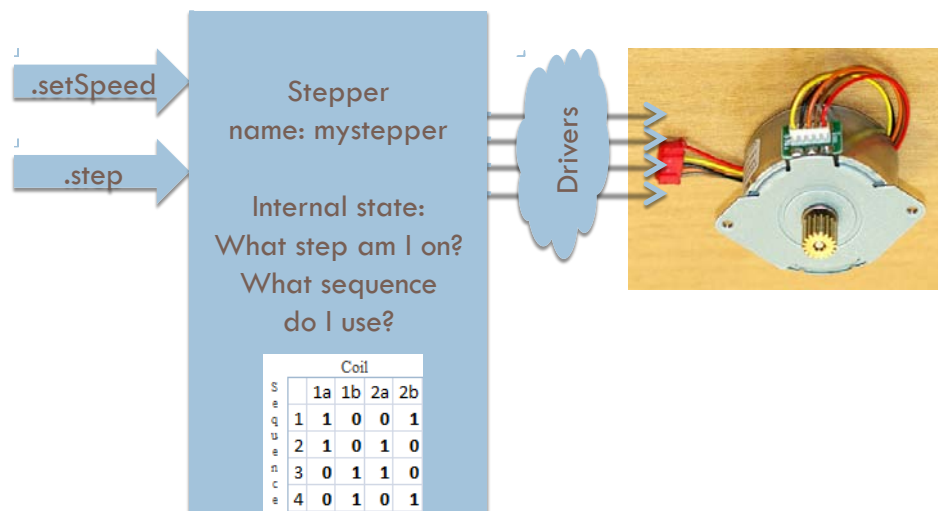 .setSpeed
.step
Stepper
name: mystepper
Internal state:
What step am I on?
What sequence
do I use?
Coil
Sequence
1a 1b 2a 2b
1 1 0 0 1
2 1 0 1 0
3 0 1 1 0
4 0 1 0 1
Drivers